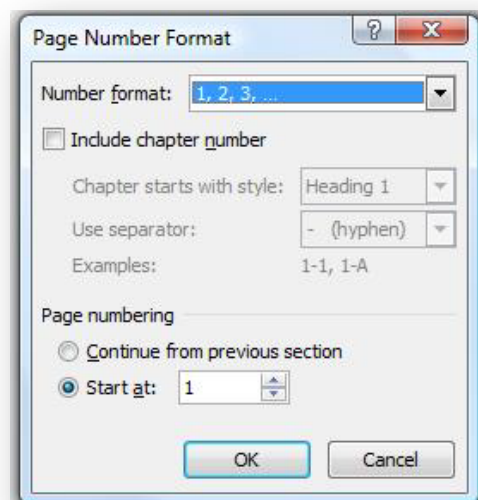 Page Number Format
Number format: 1, 2, 3, ...
Include chapter number
Chapter starts with style: Heading 1
Use separator: - (hyphen)
Examples: 1-1, 1-A
Page numbering
Continue from previous section
Start at: 1
OK Cancel